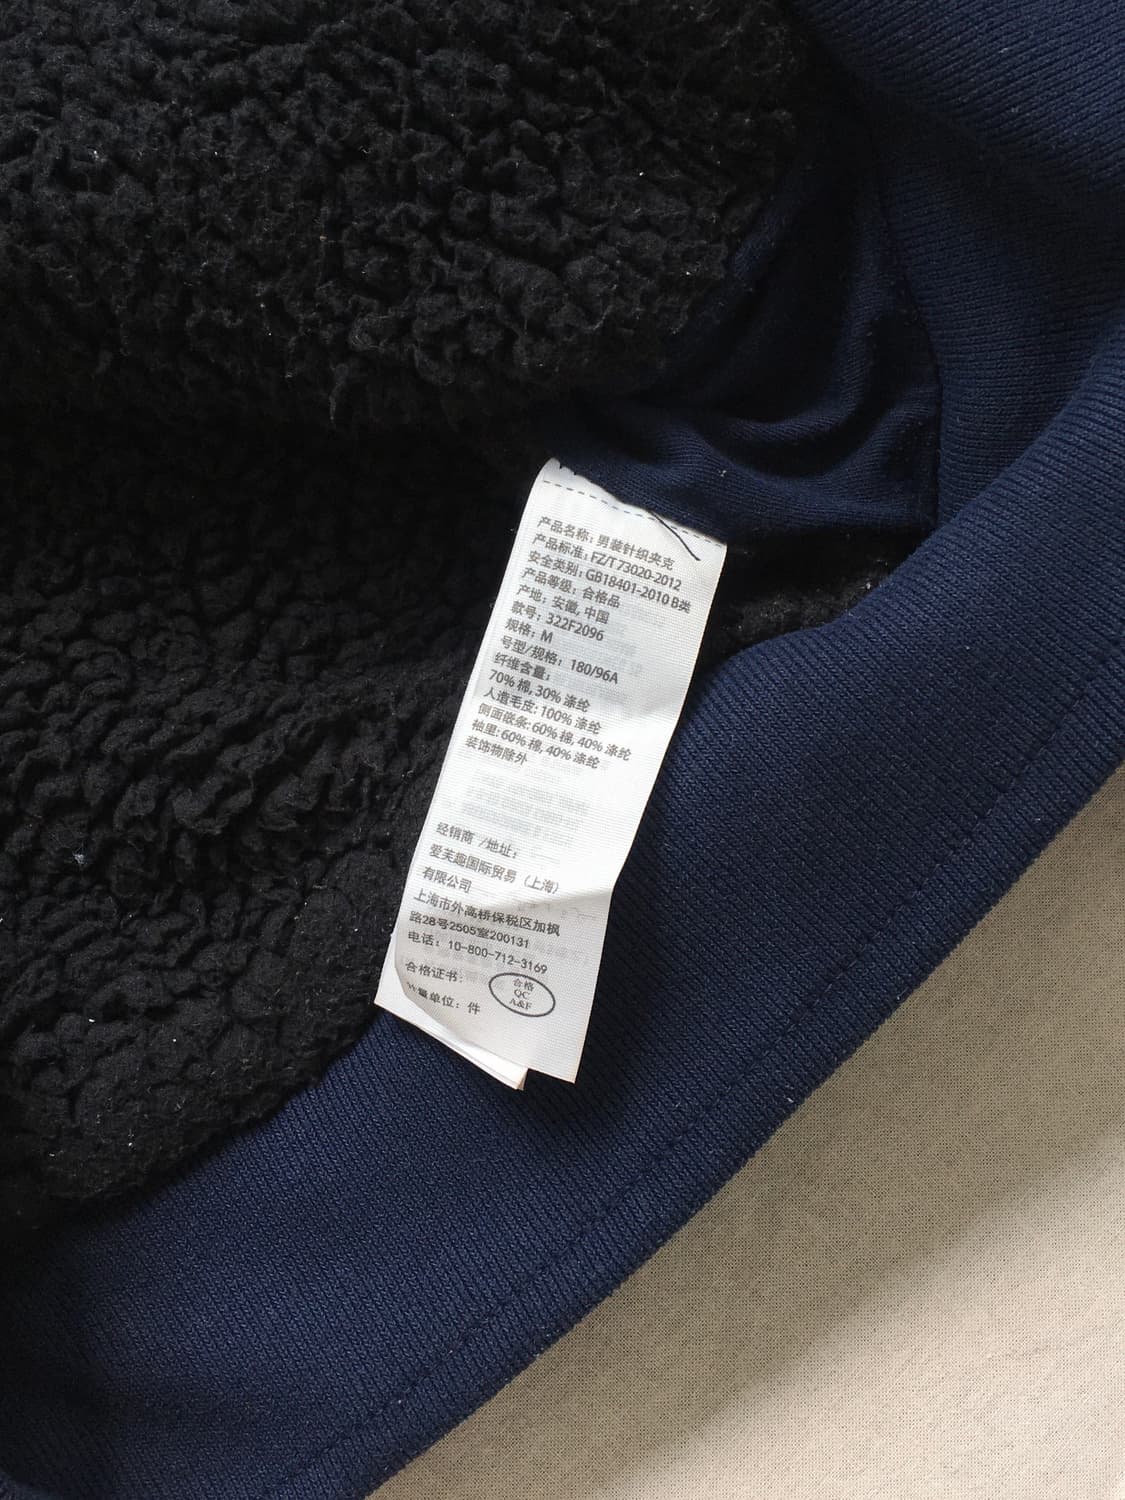 产品名称: 男装针织夹克
产品标准: FZ/T 73020-2012
安全类别: GB18401-2010 B类
产品等级: 合格品
产地: 安徽, 中国
款号: 322F2096
规格: M
号型/规格: 180/96A
纤维含量:
70% 棉, 30% 涤纶
人造毛皮: 100% 涤纶
侧面嵌条: 60% 棉, 40% 涤纶
袖里: 60% 棉, 40% 涤纶
装饰物除外
经销商 /地址:
爱芙趣国际贸易 (上海)
有限公司
上海市外高桥保税区加枫
路28号2505室200131
电话: 10-800-712-3169
合格证书:
合格
QC
A&F
量单位: 件